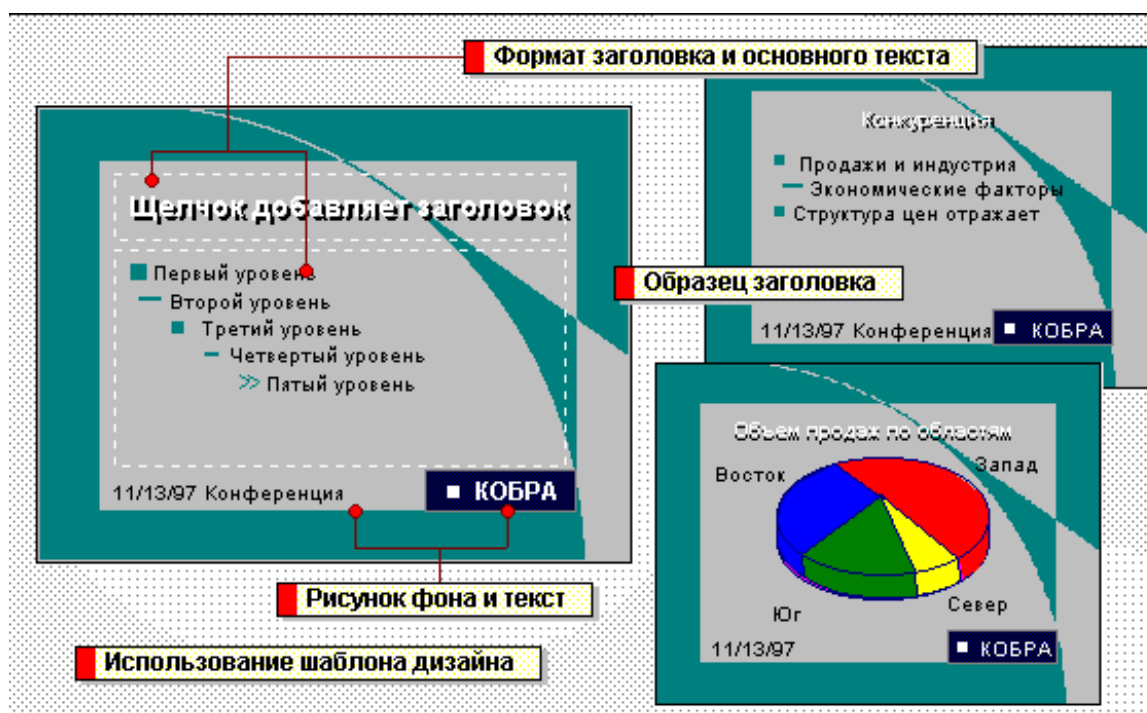 Формат заголовка и основного текста
Щелчок добавляет заголовок
Первый уровень
Второй уровень
Третий уровень
Четвертый уровень
Пятый уровень
11/13/97 Конференция
КОБРА
Конкуренция
Продажи и индустрия
Экономические факторы
Структура цен отражает
11/13/97 Конференция
КОБРА
Образец заголовка
Объем продаж по областям
Восток
Запад
Юг
Север
11/13/97
КОБРА
Рисунок фона и текст
Использование шаблона дизайна